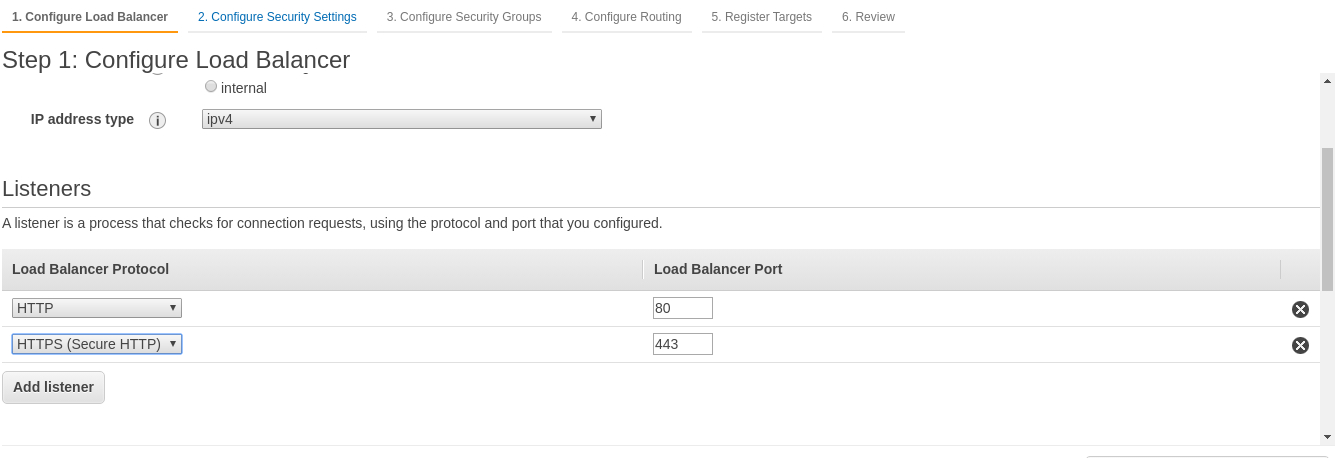 1. Configure Load Balancer 2. Configure Security Settings 3. Configure Security Groups 4. Configure Routing 5. Register Targets 6. Review
Step 1: Configure Load Balancer
internal
IP address type i ipv4
Listeners
A listener is a process that checks for connection requests, using the protocol and port that you configured.
Load Balancer Protocol Load Balancer Port
HTTP 80
HTTPS (Secure HTTP) 443
Add listener